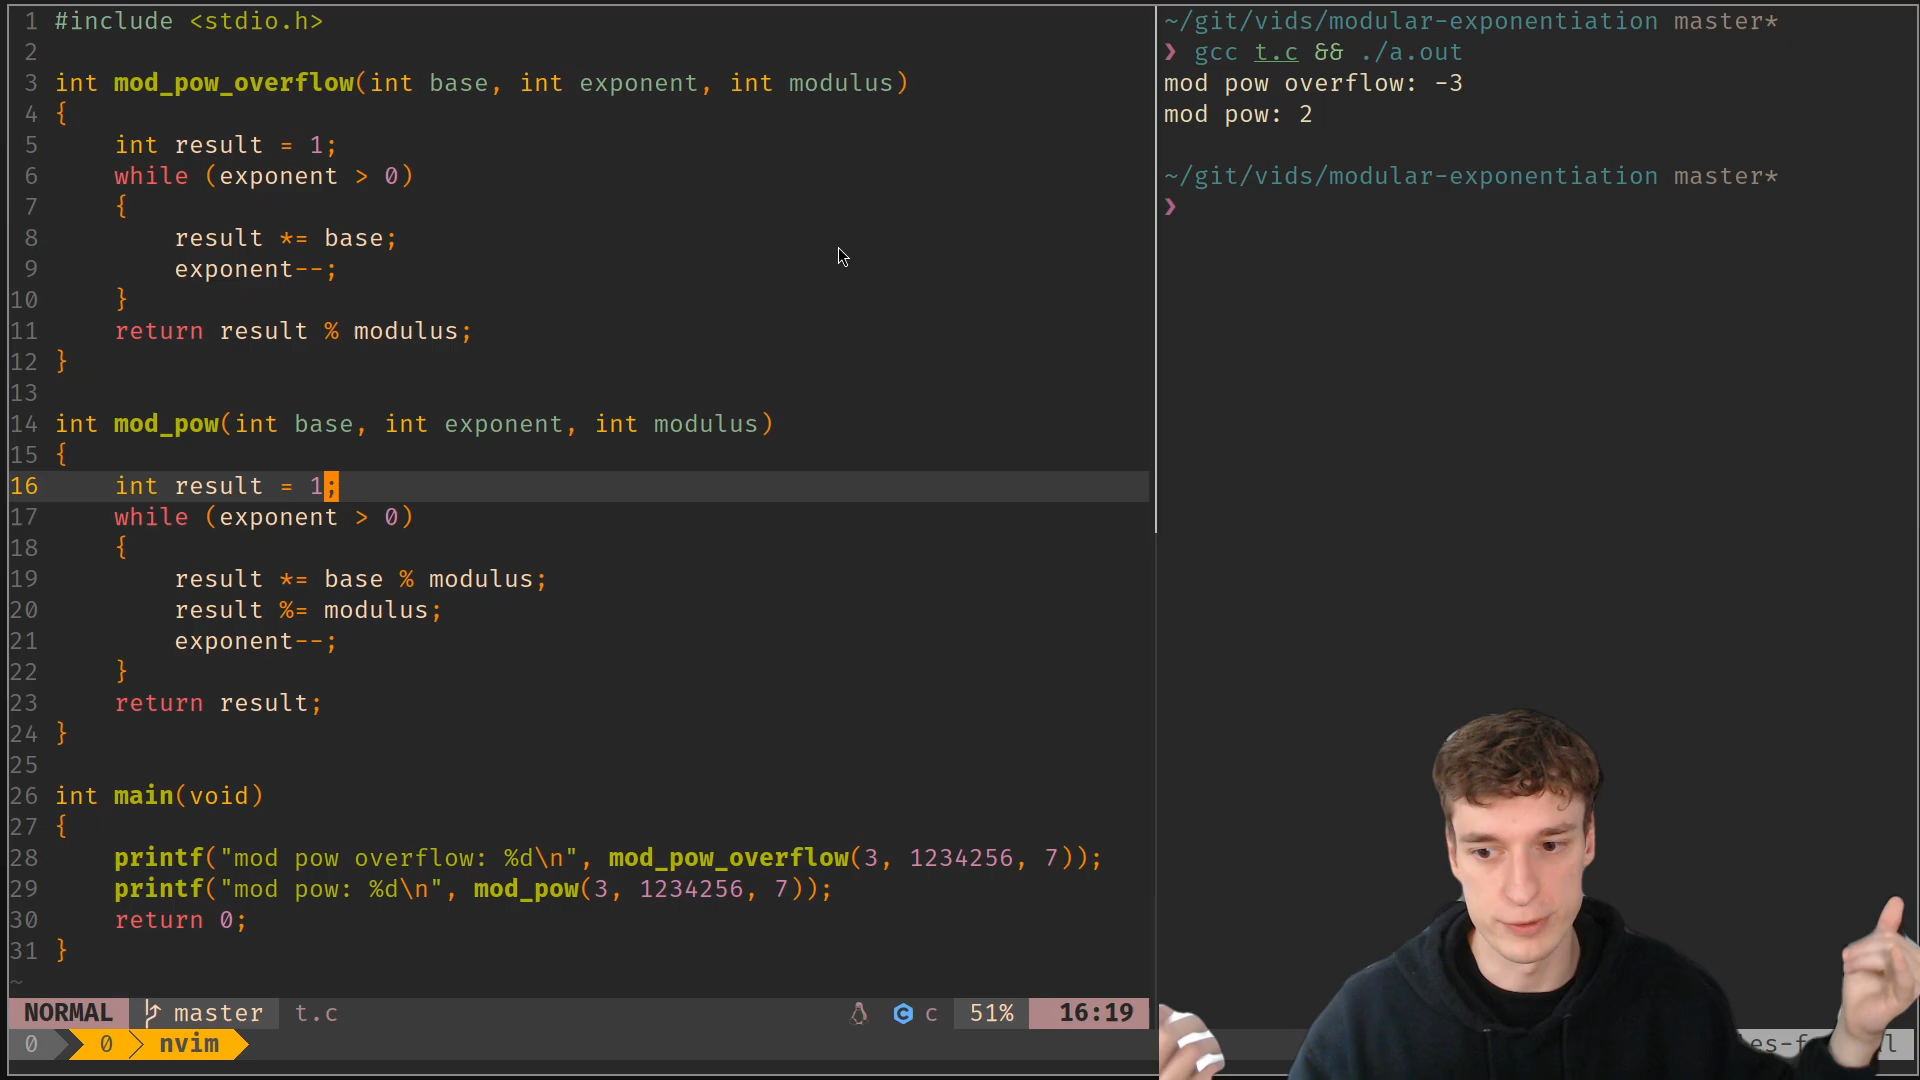 1 #include <stdio.h>
2
3 int mod_pow_overflow(int base, int exponent, int modulus)
4 {
5     int result = 1;
6     while (exponent > 0)
7     {
8         result *= base;
9         exponent--;
10     }
11     return result % modulus;
12 }
13
14 int mod_pow(int base, int exponent, int modulus)
15 {
16     int result = 1;
17     while (exponent > 0)
18     {
19         result *= base % modulus;
20         result %= modulus;
21         exponent--;
22     }
23     return result;
24 }
25
26 int main(void)
27 {
28     printf("mod pow overflow: %d\n", mod_pow_overflow(3, 1234256, 7));
29     printf("mod pow: %d\n", mod_pow(3, 1234256, 7));
30     return 0;
31 }
~
NORMAL master t.c c 51% 16:19
0 0 nvim
~/git/vids/modular-exponentiation master*
❯ gcc t.c && ./a.out
mod pow overflow: -3
mod pow: 2
~/git/vids/modular-exponentiation master*
❯